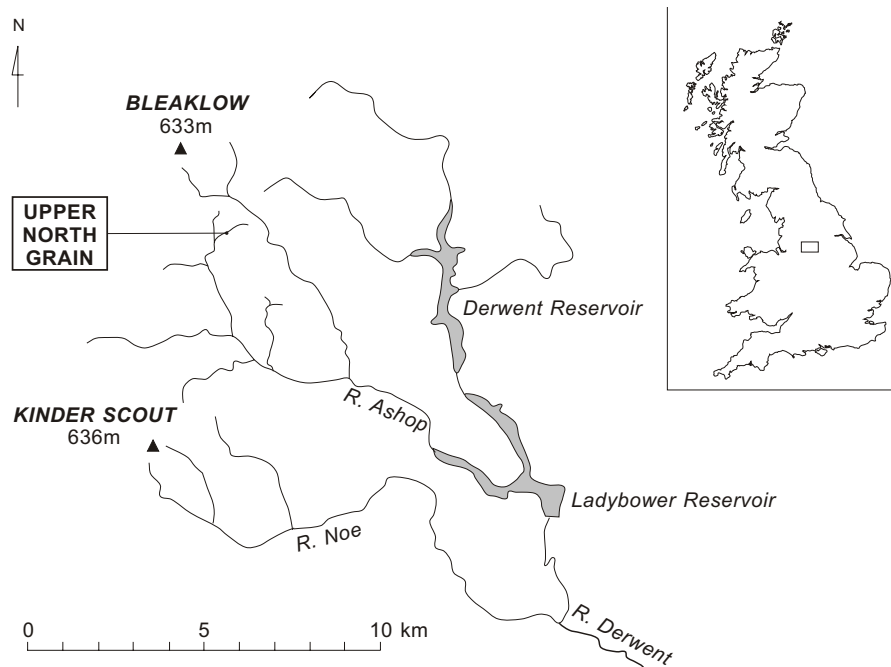 N
BLEAKLOW
633m
UPPER
NORTH
GRAIN
Derwent Reservoir
KINDER SCOUT
636m
R. Ashop
Ladybower Reservoir
R. Noe
R. Derwent
0 5 10 km